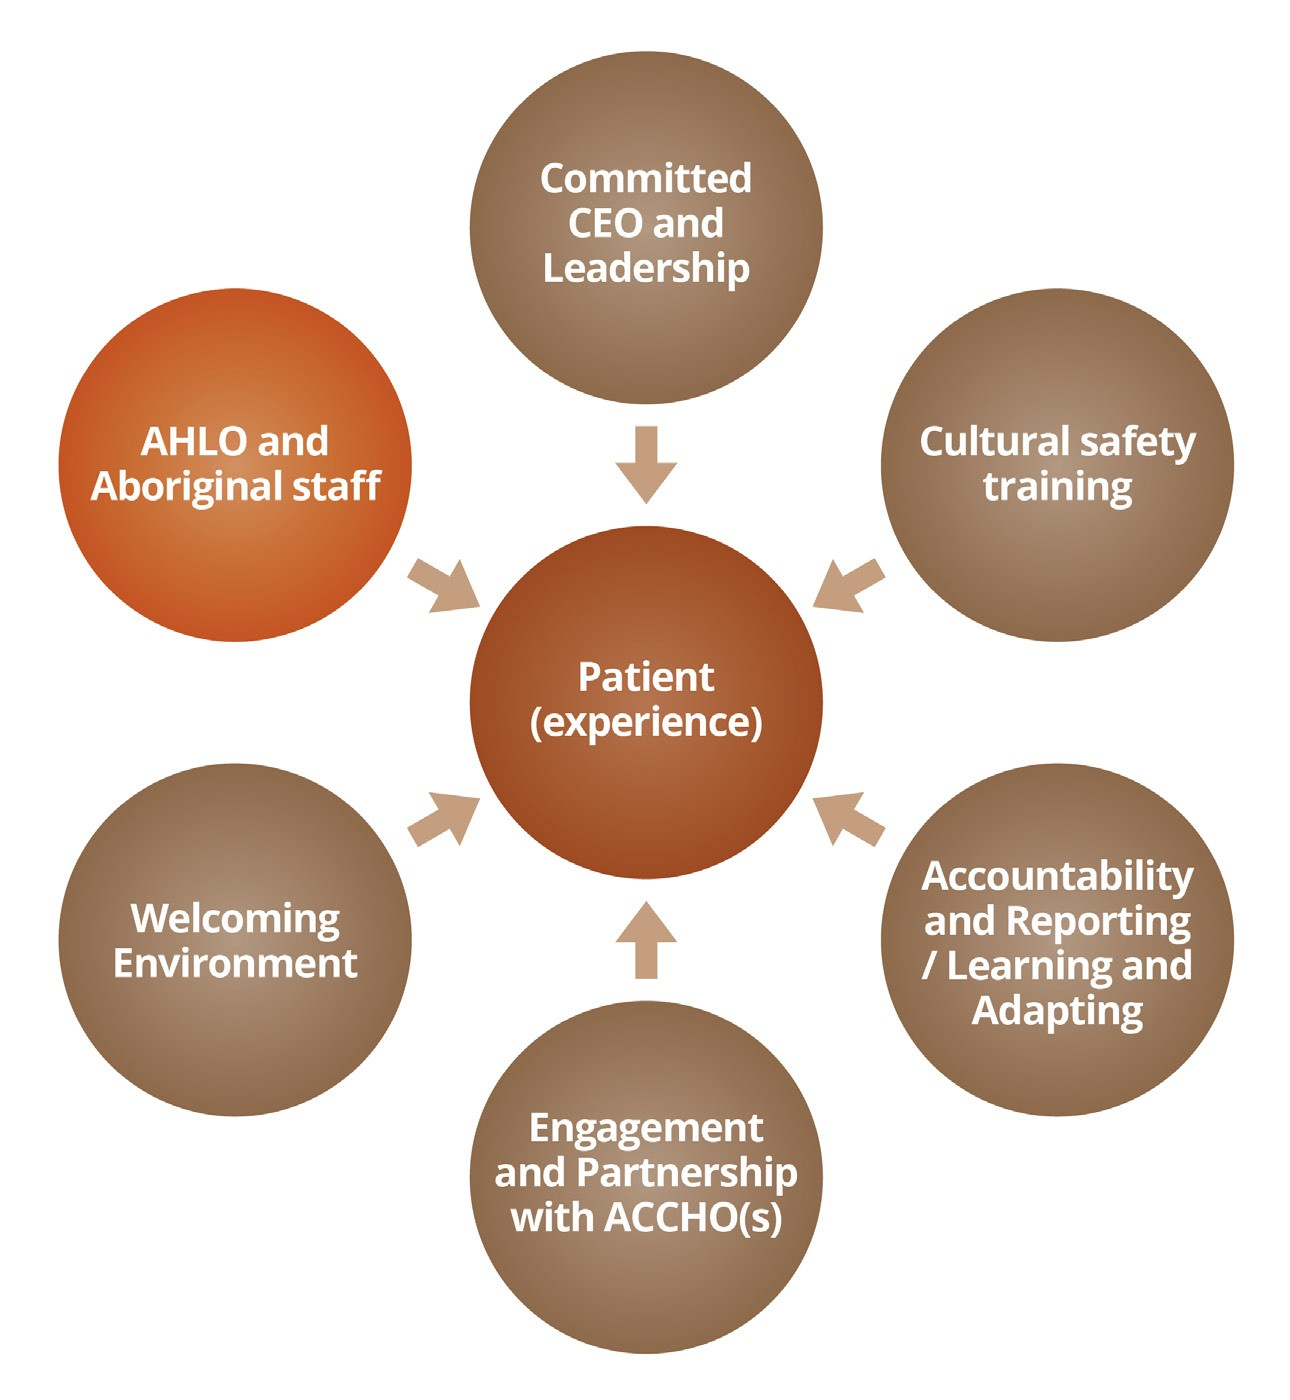 Committed
CEO and
Leadership
AHLO and
Aboriginal staff
Cultural safety
training
Patient
(experience)
Welcoming
Environment
Accountability
and Reporting
/ Learning and
Adapting
Engagement
and Partnership
with ACCHO(s)